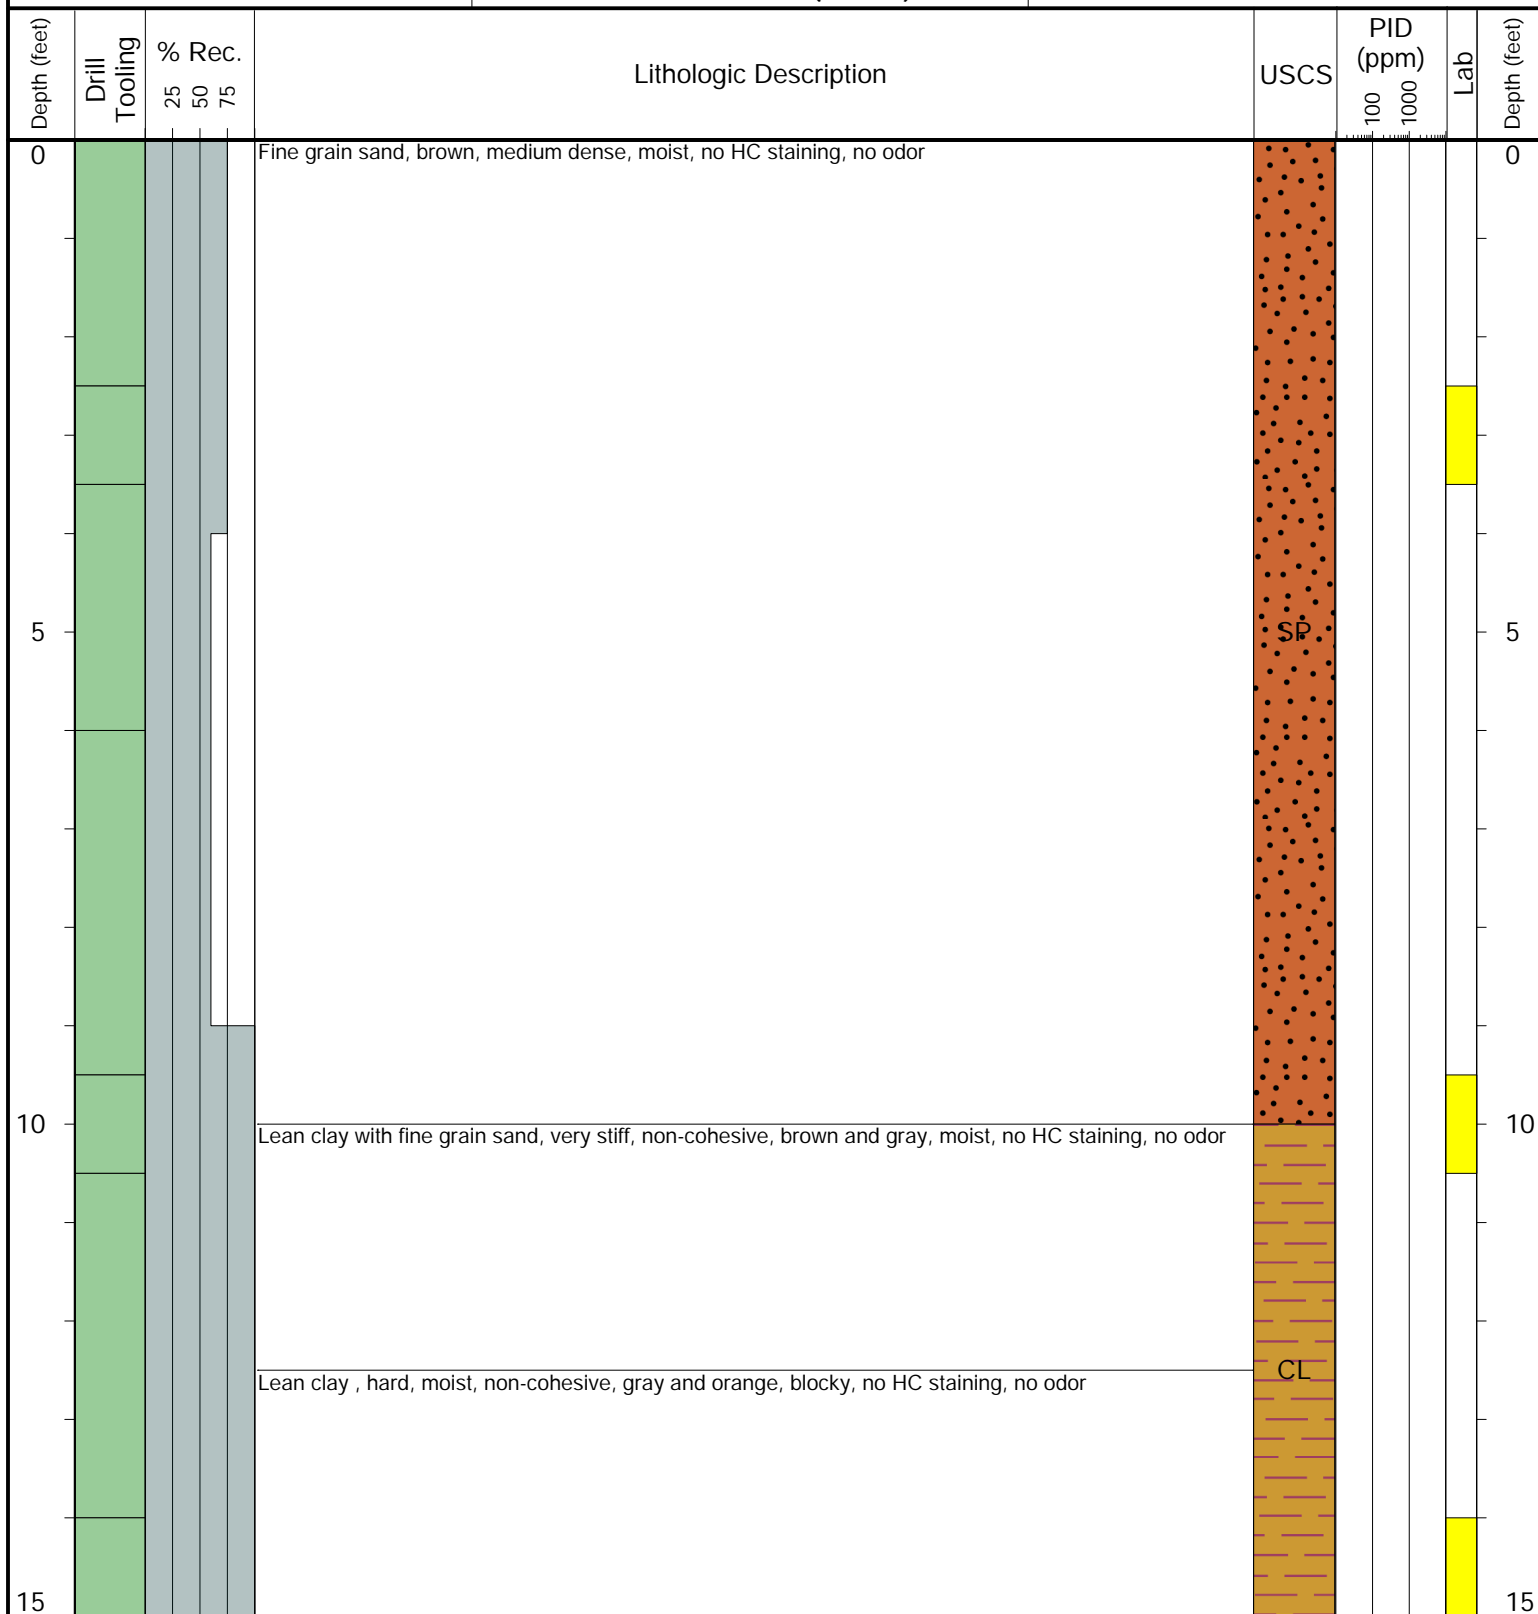 Depth (feet)
Drill
Tooling
% Rec.
25
50
75
Lithologic Description
USCS
PID
(ppm)
100
1000
Lab
Depth (feet)
0
Fine grain sand, brown, medium dense, moist, no HC staining, no odor
0
5
SP
5
10
Lean clay with fine grain sand, very stiff, non-cohesive, brown and gray, moist, no HC staining, no odor
10
Lean clay , hard, moist, non-cohesive, gray and orange, blocky, no HC staining, no odor
CL
15
15